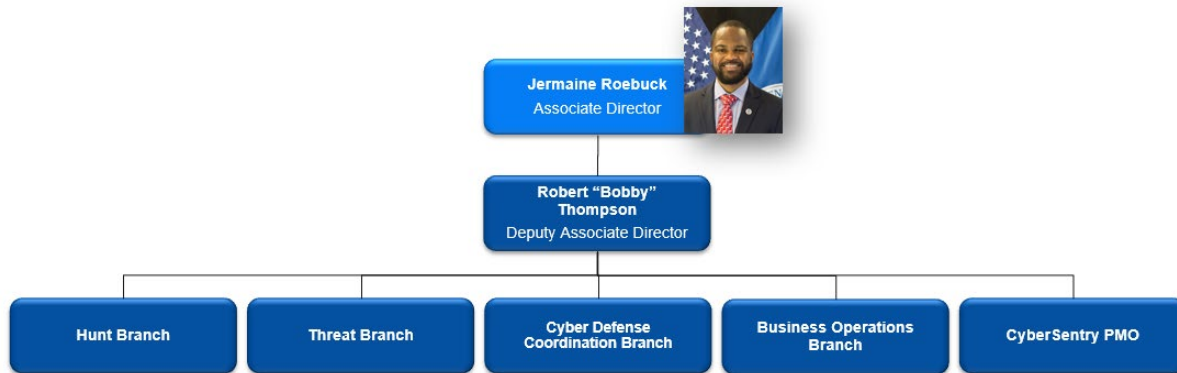 Jermaine Roebuck
Associate Director
Robert “Bobby”
Thompson
Deputy Associate Director
Hunt Branch
Threat Branch
Cyber Defense
Coordination Branch
Business Operations
Branch
CyberSentry PMO